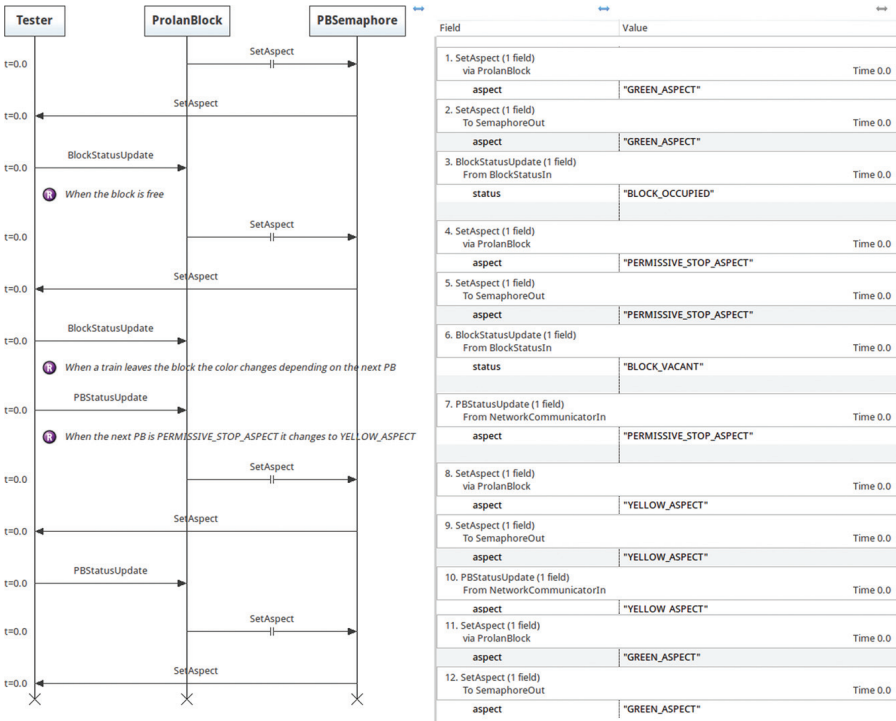 Tester
ProlanBlock
PBSemaphore
SetAspect
t=0.0
SetAspect
t=0.0
BlockStatusUpdate
t=0.0
R When the block is free
SetAspect
t=0.0
SetAspect
t=0.0
BlockStatusUpdate
t=0.0
R When a train leaves the block the color changes depending on the next PB
PBStatusUpdate
t=0.0
R When the next PB is PERMISSIVE_STOP_ASPECT it changes to YELLOW_ASPECT
SetAspect
t=0.0
SetAspect
t=0.0
PBStatusUpdate
t=0.0
SetAspect
t=0.0
SetAspect
t=0.0
Field Value
1. SetAspect (1 field)
via ProlanBlock Time 0.0
aspect "GREEN_ASPECT"
2. SetAspect (1 field)
To SemaphoreOut Time 0.0
aspect "GREEN_ASPECT"
3. BlockStatusUpdate (1 field)
From BlockStatusIn Time 0.0
status "BLOCK_OCCUPIED"
4. SetAspect (1 field)
via ProlanBlock Time 0.0
aspect "PERMISSIVE_STOP_ASPECT"
5. SetAspect (1 field)
To SemaphoreOut Time 0.0
aspect "PERMISSIVE_STOP_ASPECT"
6. BlockStatusUpdate (1 field)
From BlockStatusIn Time 0.0
status "BLOCK_VACANT"
7. PBStatusUpdate (1 field)
From NetworkCommunicatorIn Time 0.0
aspect "PERMISSIVE_STOP_ASPECT"
8. SetAspect (1 field)
via ProlanBlock Time 0.0
aspect "YELLOW_ASPECT"
9. SetAspect (1 field)
To SemaphoreOut Time 0.0
aspect "YELLOW_ASPECT"
10. PBStatusUpdate (1 field)
From NetworkCommunicatorIn Time 0.0
aspect "YELLOW_ASPECT"
11. SetAspect (1 field)
via ProlanBlock Time 0.0
aspect "GREEN_ASPECT"
12. SetAspect (1 field)
To SemaphoreOut Time 0.0
aspect "GREEN_ASPECT"